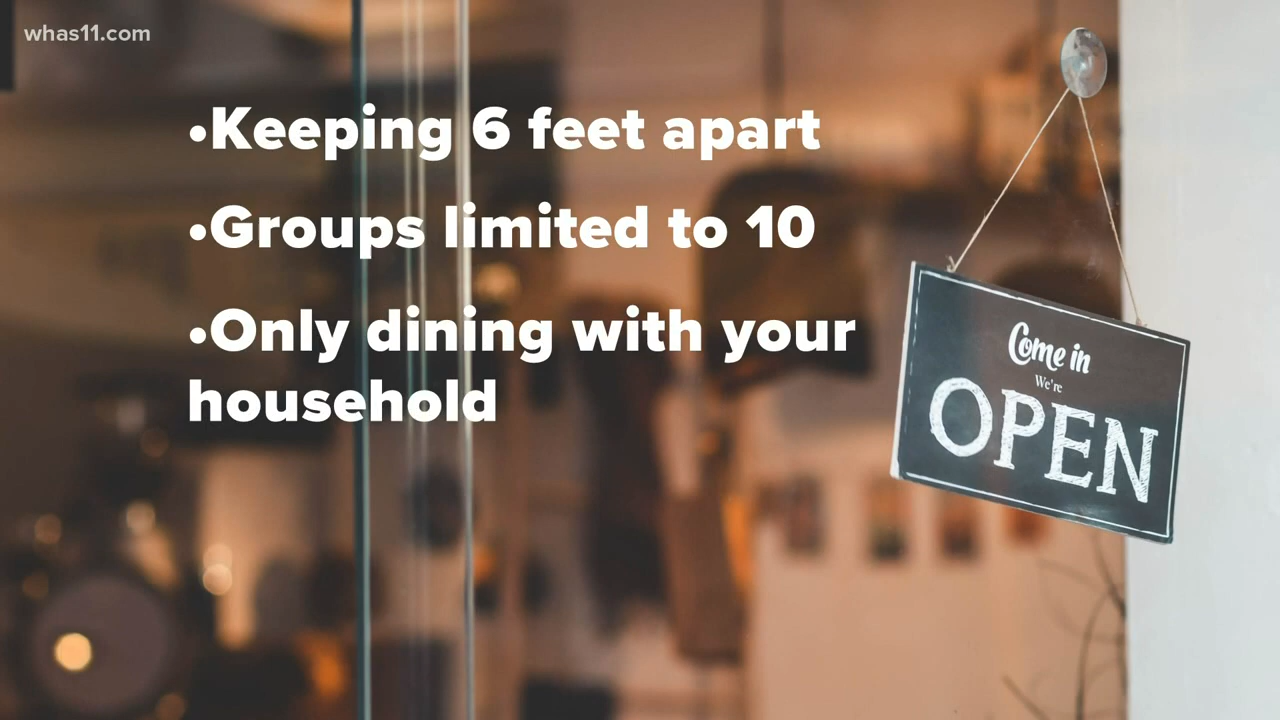 whas11.com
•Keeping 6 feet apart
•Groups limited to 10
•Only dining with your
household
Come in
We're
OPEN